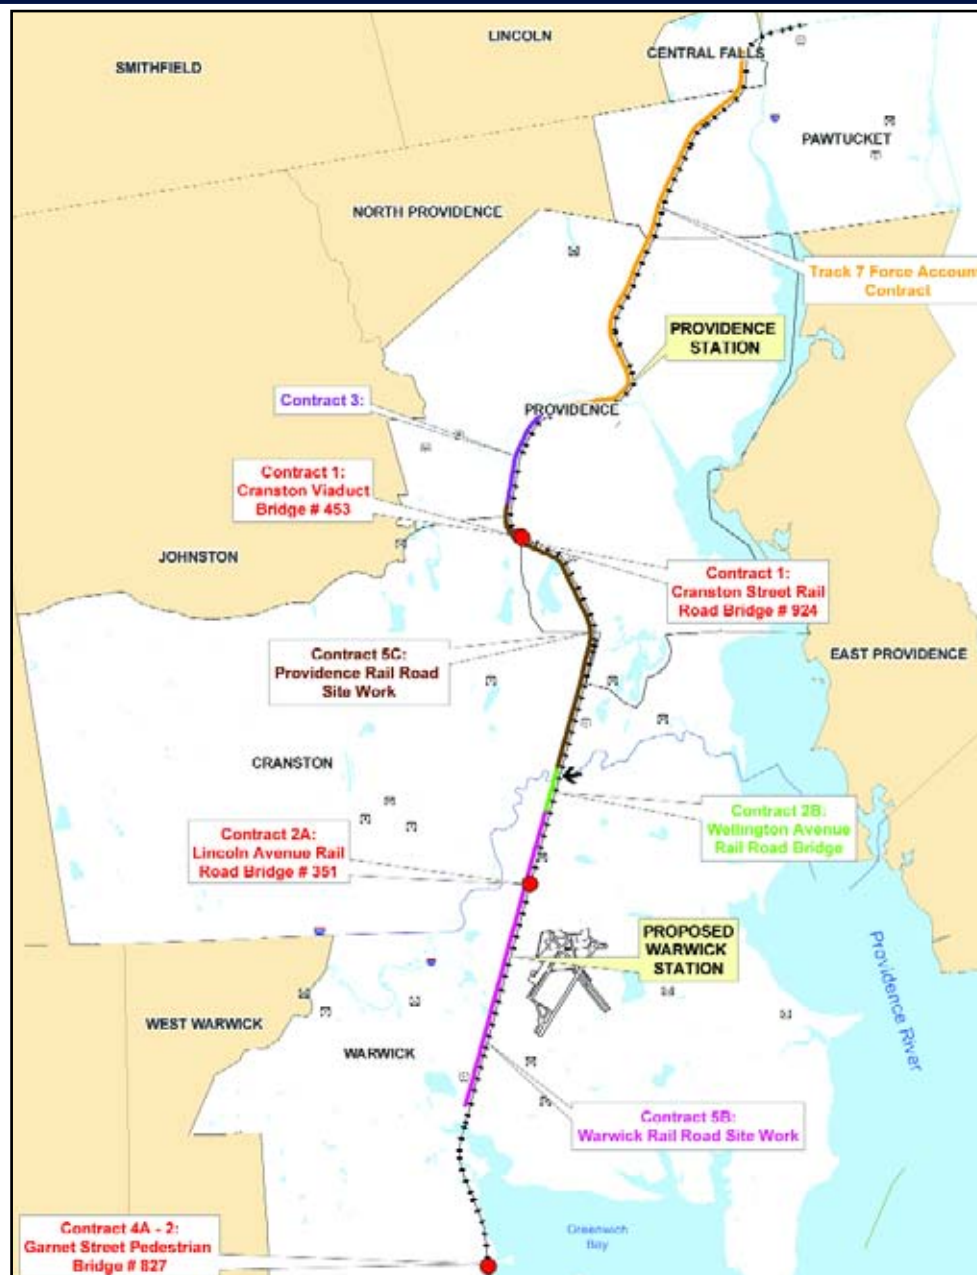 LINCOLN
SMITHFIELD
CENTRAL FALLS
PAWTUCKET
NORTH PROVIDENCE
Track 7 Force Accoun
Contract
PROVIDENCE
STATION
Contract 3:
PROVIDENCE
Contract 1:
Cranston Viaduct
Bridge # 453
JOHNSTON
Contract 1:
Cranston Street Rail
Road Bridge # 924
Contract 5C:
Providence Rail Road
Site Work
EAST PROVIDENCE
CRANSTON
Contract 2B:
Wellington Avenue
Rail Road Bridge
Contract 2A:
Lincoln Avenue Rail
Road Bridge # 351
PROPOSED
WARWICK
STATION
Providence River
WEST WARWICK
WARWICK
Contract 5B:
Warwick Rail Road Site Work
Contract 4A - 2:
Garnet Street Pedestrian
Bridge # 827
Greenwich
Bay